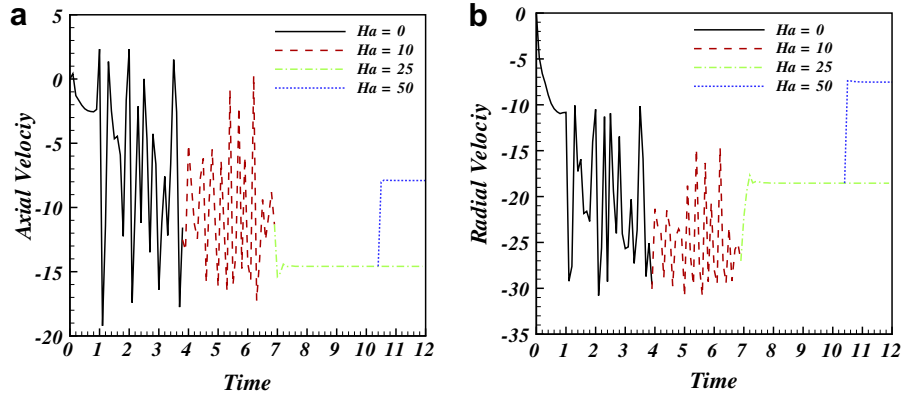 a
Ha = 0
Ha = 10
Ha = 25
Ha = 50
5
0
-5
-10
-15
-20
Axial Velociy
0 1 2 3 4 5 6 7 8 9 10 11 12
Time
b
Ha = 0
Ha = 10
Ha = 25
Ha = 50
0
-5
-10
-15
-20
-25
-30
-35
Radial Velociy
0 1 2 3 4 5 6 7 8 9 10 11 12
Time